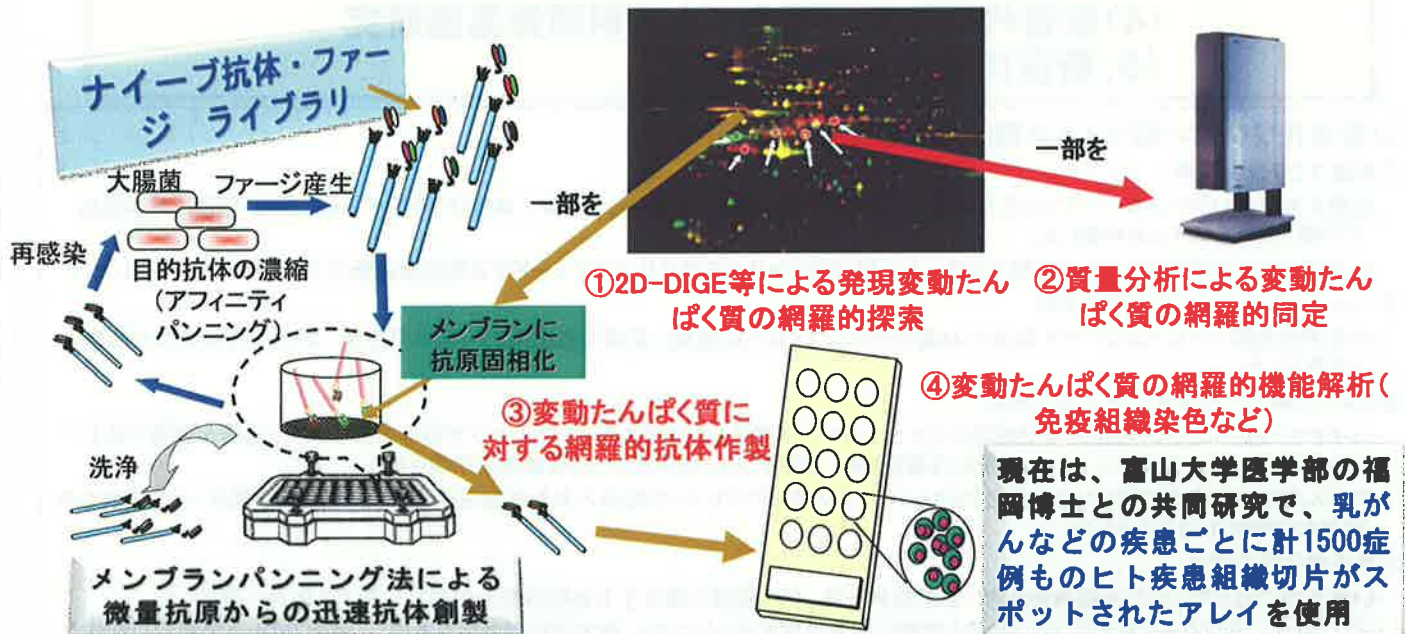 ナイーブ抗体・ファー
ジ ライブラリ
大腸菌
ファージ産生
再感染
目的抗体の濃縮
(アフィニティ
パンニング)
一部を
一部を
メンブランに
抗原固相化
洗浄
メンブランパンニング法による
微量抗原からの迅速抗体創製
①2D-DIGE等による発現変動たん
ぱく質の網羅的探索
②質量分析による変動たん
ぱく質の網羅的同定
③変動たんぱく質に
対する網羅的抗体作製
④変動たんぱく質の網羅的機能解析(
免疫組織染色など)
現在は、富山大学医学部の福
岡博士との共同研究で、乳が
んなどの疾患ごとに計1500症
例ものヒト疾患組織切片がス
ポットされたアレイを使用